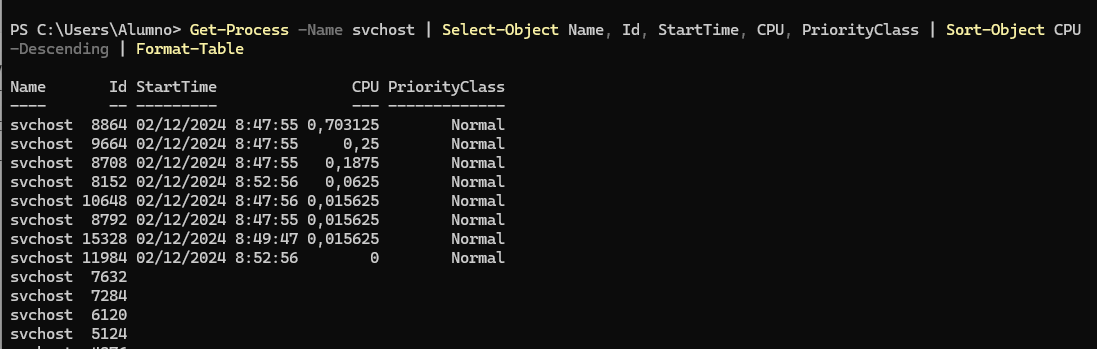 PS C:\Users\Alumno> Get-Process -Name svchost | Select-Object Name, Id, StartTime, CPU, PriorityClass | Sort-Object CPU
-Descending | Format-Table
Name Id StartTime CPU PriorityClass
---- -- --------- --- -------------
svchost 8864 02/12/2024 8:47:55 0,703125 Normal
svchost 9664 02/12/2024 8:47:55 0,25 Normal
svchost 8708 02/12/2024 8:47:55 0,1875 Normal
svchost 8152 02/12/2024 8:52:56 0,0625 Normal
svchost 10648 02/12/2024 8:47:56 0,015625 Normal
svchost 8792 02/12/2024 8:47:55 0,015625 Normal
svchost 15328 02/12/2024 8:49:47 0,015625 Normal
svchost 11984 02/12/2024 8:52:56 0 Normal
svchost 7632
svchost 7284
svchost 6120
svchost 5124